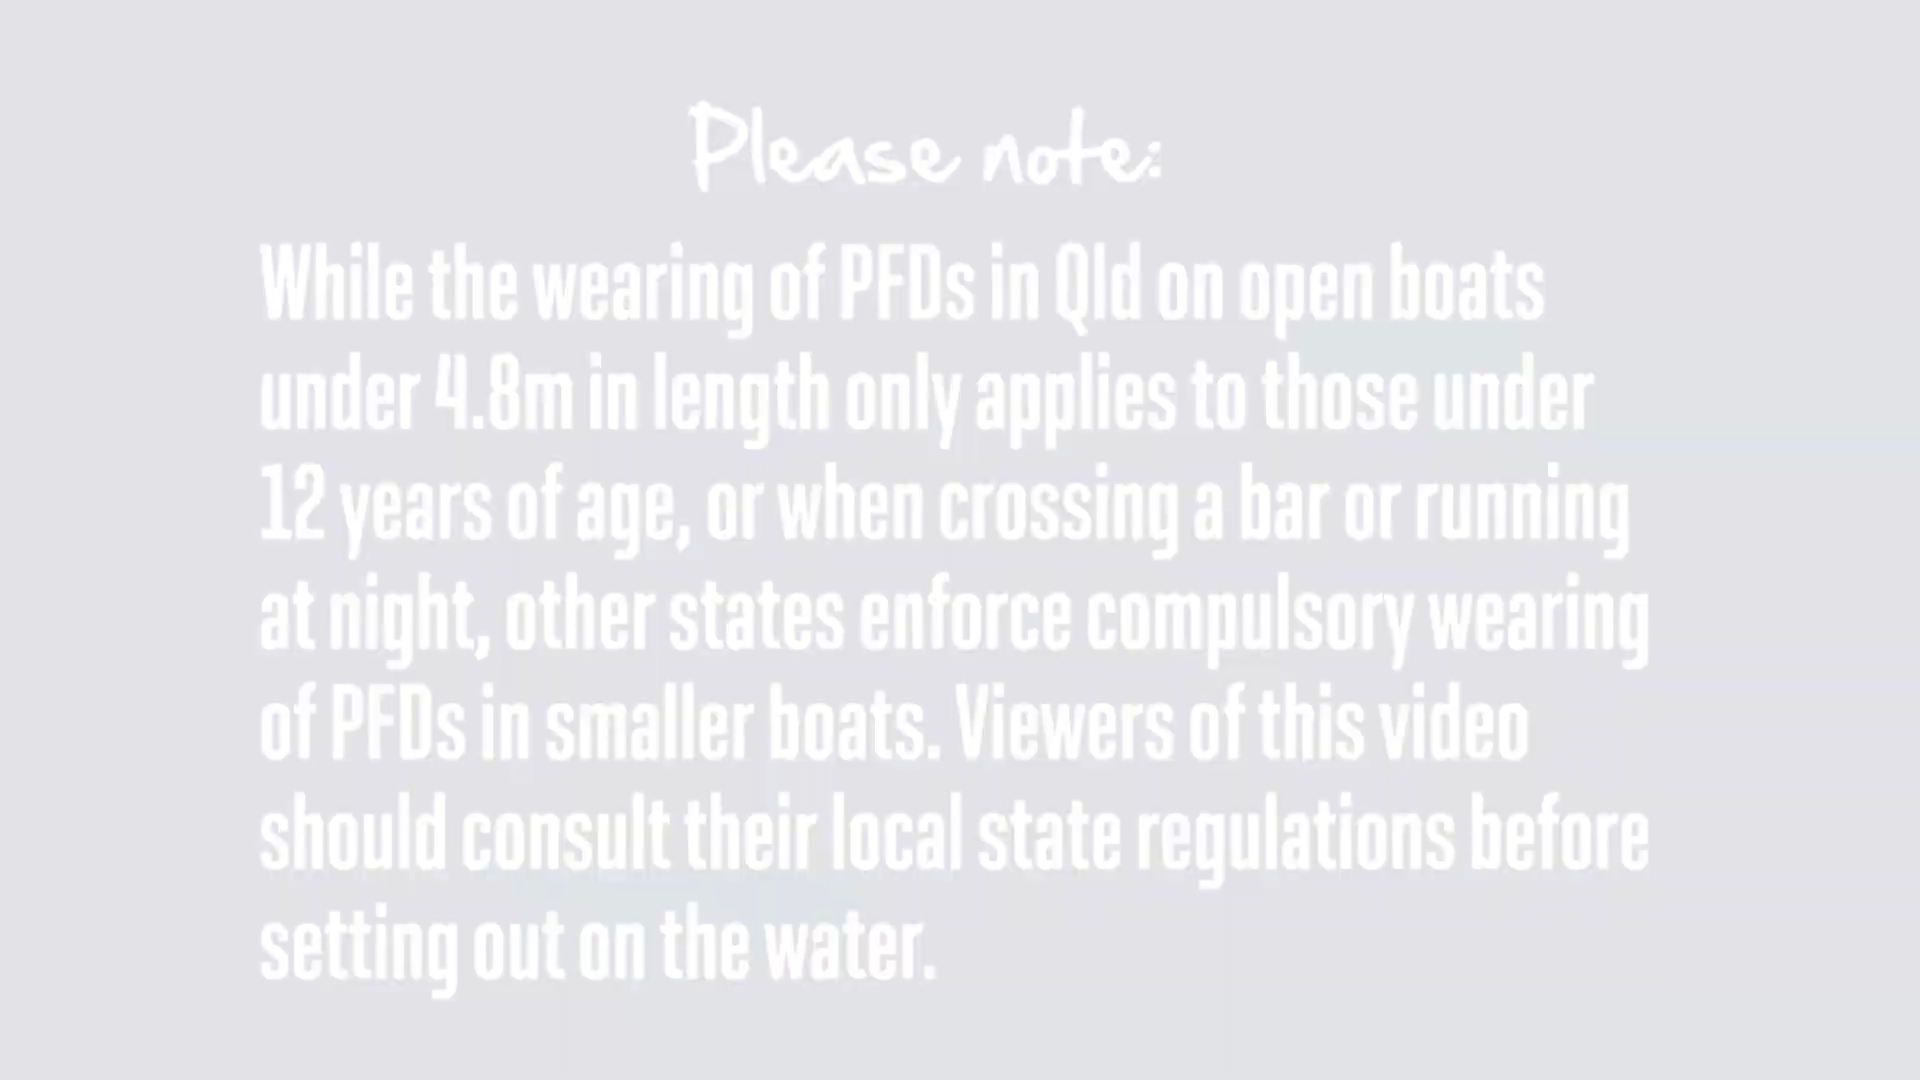 Please note:
While the wearing of PFDs in Qld on open boats
under 4.8m in length only applies to those under
12 years of age, or when crossing a bar or running
at night, other states enforce compulsory wearing
of PFDs in smaller boats. Viewers of this video
should consult their local state regulations before
setting out on the water.